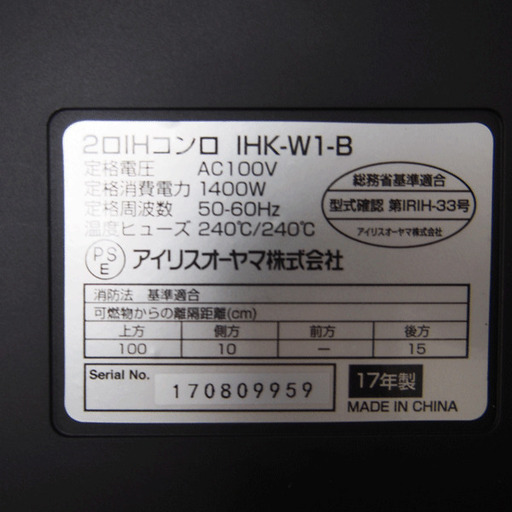 2口IHコンロ IHK-W1-B
定格電圧 AC100V
定格消費電力 1400W
定格周波数 50-60Hz
温度ヒューズ 240℃/240℃
総務省基準適合
型式確認 第IRIH-33号
アイリスオーヤマ株式会社
PSE アイリスオーヤマ株式会社
消防法 基準適合
可燃物からの離隔距離(cm)
上方 側方 前方 後方
100 10 — 15
Serial No. 170809959
17年製
MADE IN CHINA